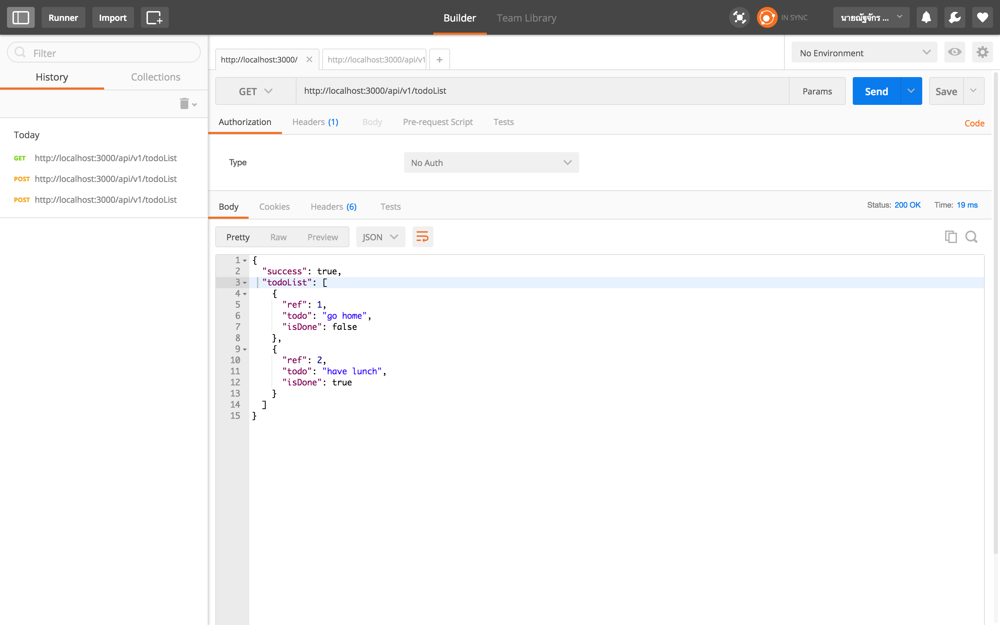 Runner Import Builder Team Library IN SYNC นายณัฐจักร ...
Filter
History Collections
Today
GET http://localhost:3000/api/v1/todoList
POST http://localhost:3000/api/v1/todoList
POST http://localhost:3000/api/v1/todoList
http://localhost:3000/ http://localhost:3000/api/v1 + No Environment
GET http://localhost:3000/api/v1/todoList Params Send Save
Authorization Headers (1) Body Pre-request Script Tests Code
Type No Auth
Body Cookies Headers (6) Tests Status: 200 OK Time: 19 ms
Pretty Raw Preview JSON
1 {
2 "success": true,
3 "todoList": [
4 {
5 "ref": 1,
6 "todo": "go home",
7 "isDone": false
8 },
9 {
10 "ref": 2,
11 "todo": "have lunch",
12 "isDone": true
13 }
14 ]
15 }